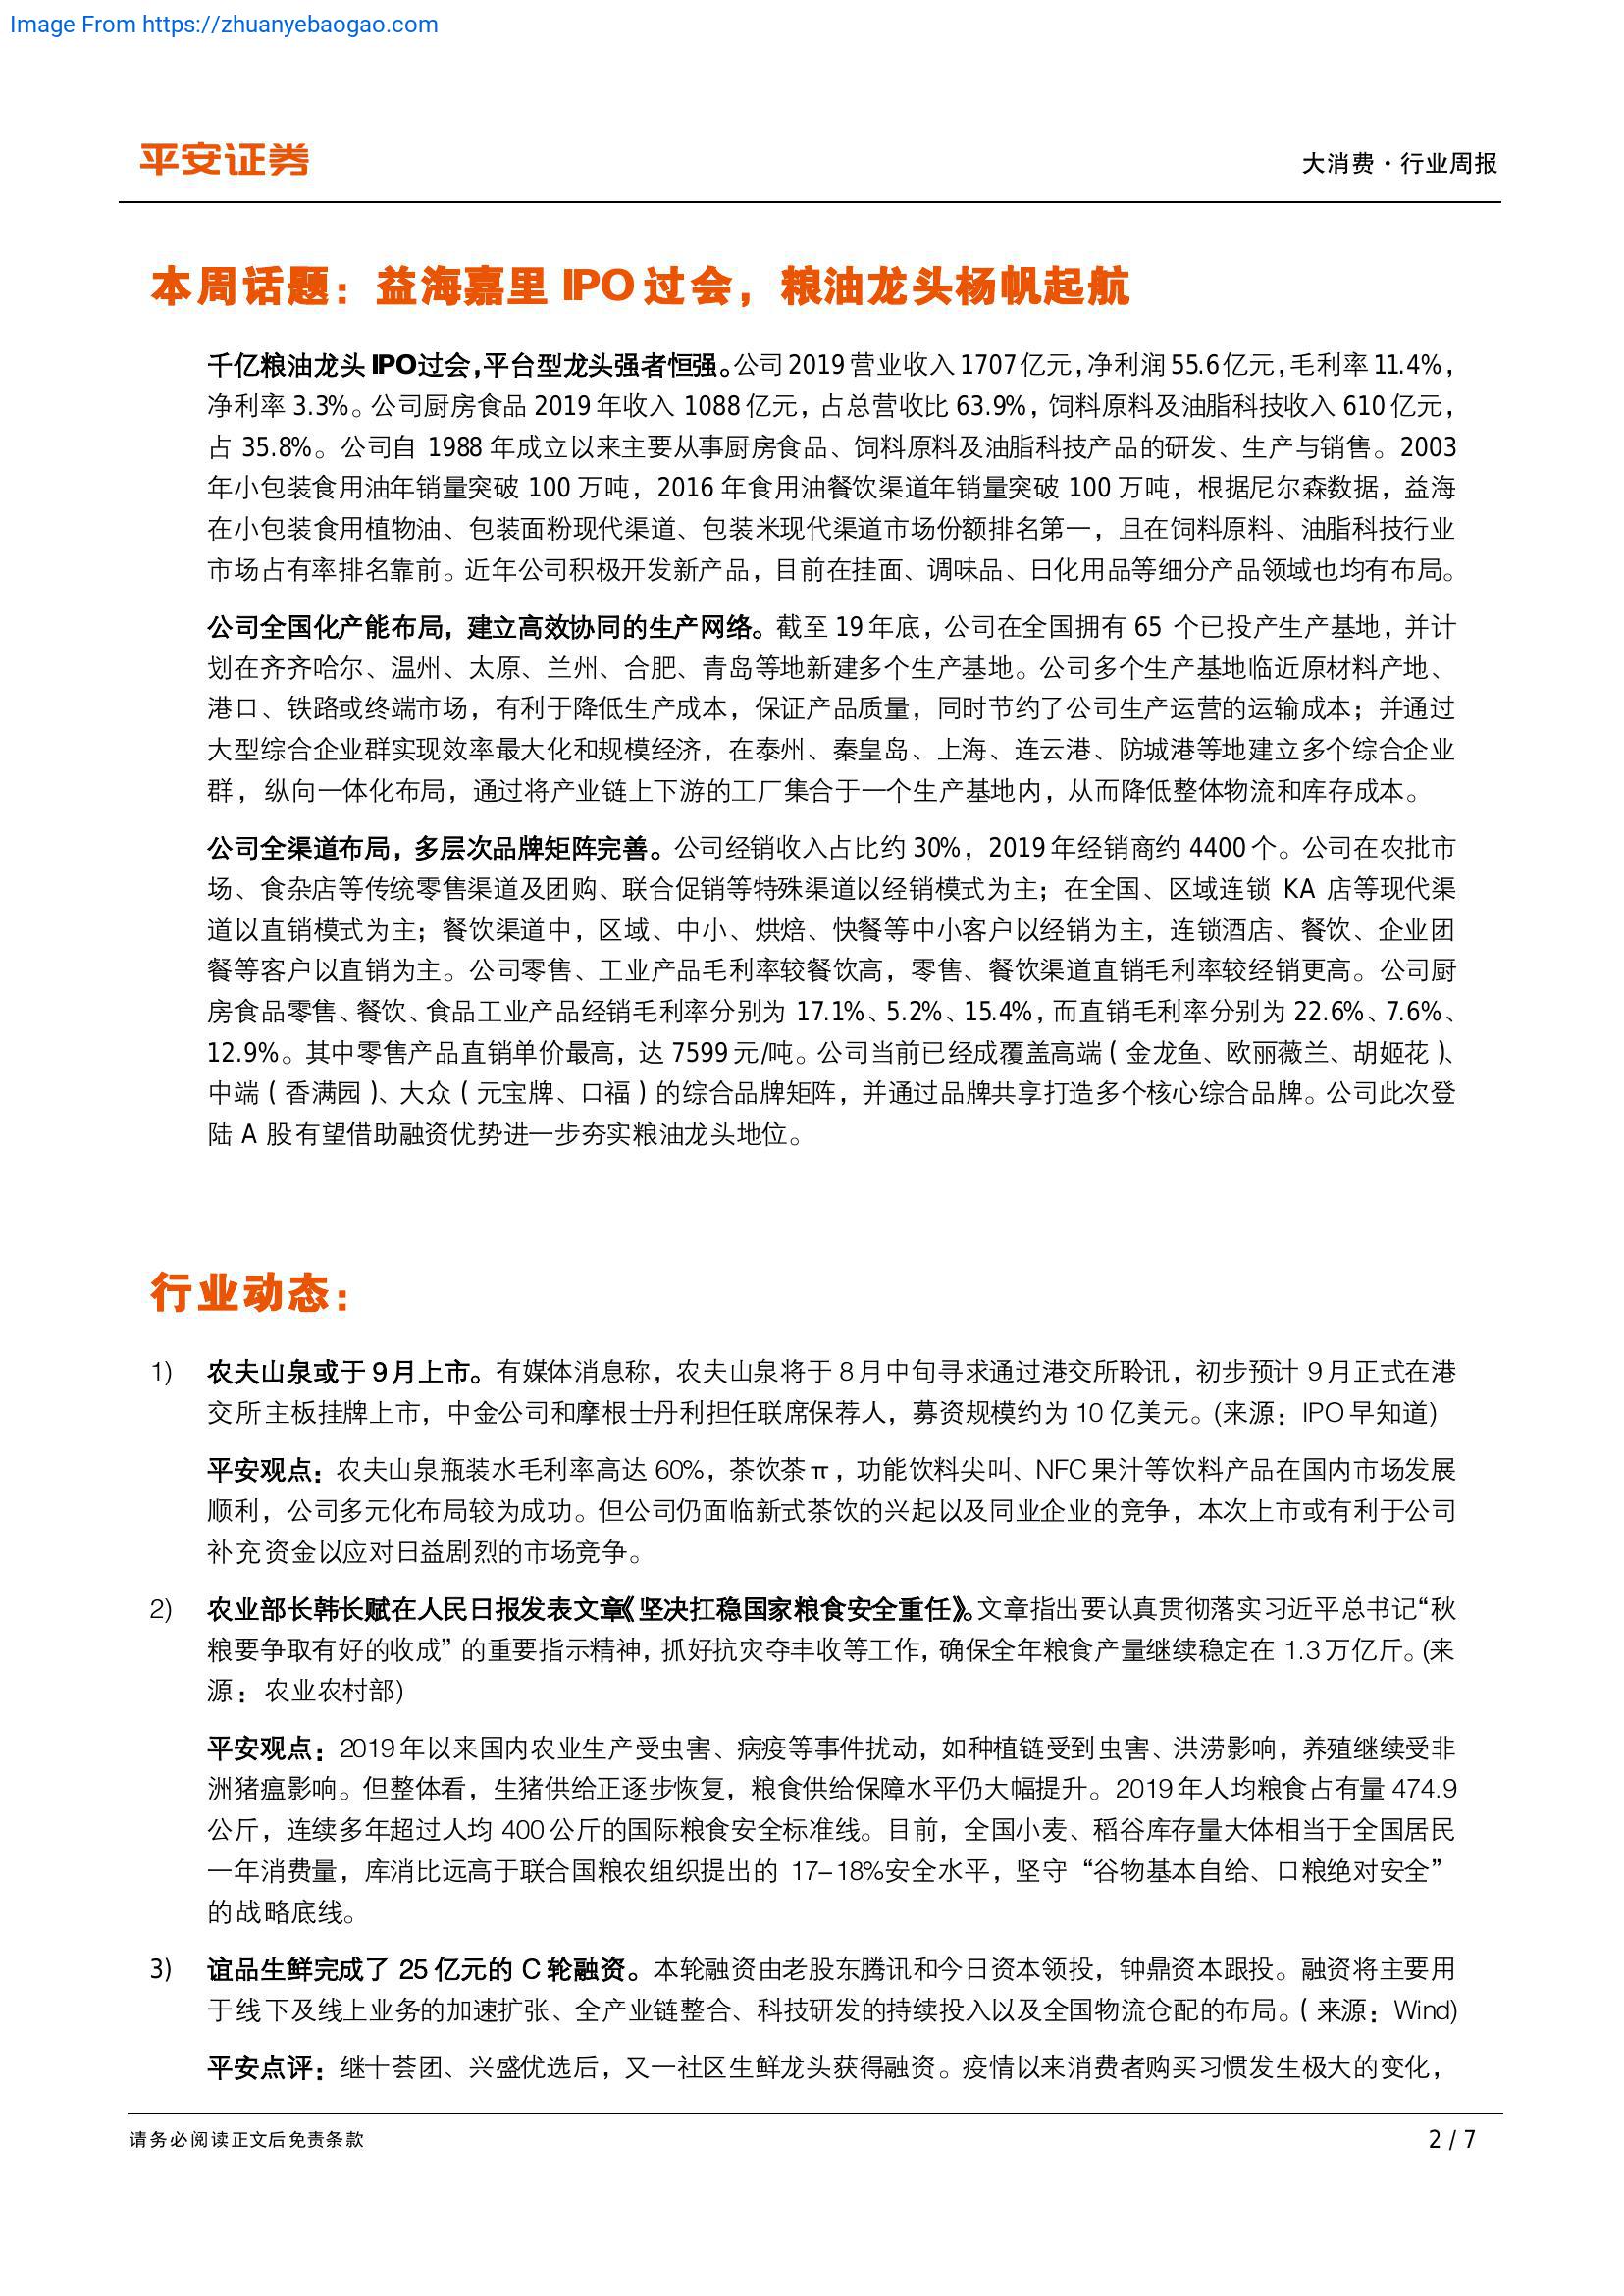 Image From https://zhuanyebaogao.com
平安证券
大消费·行业周报
本周话题：益海嘉里 IPO 过会，粮油龙头杨帆起航
千亿粮油龙头 IPO过会，平台型龙头强者恒强。公司 2019 营业收入 1707 亿元，净利润 55.6 亿元，毛利率 11.4%，
净利率 3.3%。公司厨房食品 2019 年收入 1088 亿元，占总营收比 63.9%，饲料原料及油脂科技收入 610 亿元，
占 35.8%。公司自 1988 年成立以来主要从事厨房食品、饲料原料及油脂科技产品的研发、生产与销售。2003
年小包装食用油年销量突破 100 万吨，2016 年食用油餐饮渠道年销量突破 100 万吨，根据尼尔森数据，益海
在小包装食用植物油、包装面粉现代渠道、包装米现代渠道市场份额排名第一，且在饲料原料、油脂科技行业
市场占有率排名靠前。近年公司积极开发新产品，目前在挂面、调味品、日化用品等细分产品领域也均有布局。
公司全国化产能布局，建立高效协同的生产网络。截至 19 年底，公司在全国拥有 65 个已投产生产基地，并计
划在齐齐哈尔、温州、太原、兰州、合肥、青岛等地新建多个生产基地。公司多个生产基地临近原材料产地、
港口、铁路或终端市场，有利于降低生产成本，保证产品质量，同时节约了公司生产运营的运输成本；并通过
大型综合企业群实现效率最大化和规模经济，在泰州、秦皇岛、上海、连云港、防城港等地建立多个综合企业
群，纵向一体化布局，通过将产业链上下游的工厂集合于一个生产基地内，从而降低整体物流和库存成本。
公司全渠道布局，多层次品牌矩阵完善。公司经销收入占比约 30%，2019 年经销商约 4400 个。公司在农批市
场、食杂店等传统零售渠道及团购、联合促销等特殊渠道以经销模式为主；在全国、区域连锁 KA 店等现代渠
道以直销模式为主；餐饮渠道中，区域、中小、烘焙、快餐等中小客户以经销为主，连锁酒店、餐饮、企业团
餐等客户以直销为主。公司零售、工业产品毛利率较餐饮高，零售、餐饮渠道直销毛利率较经销更高。公司厨
房食品零售、餐饮、食品工业产品经销毛利率分别为 17.1%、5.2%、15.4%，而直销毛利率分别为 22.6%、7.6%、
12.9%。其中零售产品直销单价最高，达 7599 元/吨。公司当前已经成覆盖高端（金龙鱼、欧丽薇兰、胡姬花）、
中端（香满园）、大众（元宝牌、口福）的综合品牌矩阵，并通过品牌共享打造多个核心综合品牌。公司此次登
陆 A 股有望借助融资优势进一步夯实粮油龙头地位。
行业动态：
1) 农夫山泉或于 9 月上市。有媒体消息称，农夫山泉将于 8 月中旬寻求通过港交所聆讯，初步预计 9 月正式在港
交所主板挂牌上市，中金公司和摩根士丹利担任联席保荐人，募资规模约为 10 亿美元。(来源：IPO 早知道)
平安观点：农夫山泉瓶装水毛利率高达 60%，茶饮茶π，功能饮料尖叫、NFC 果汁等饮料产品在国内市场发展
顺利，公司多元化布局较为成功。但公司仍面临新式茶饮的兴起以及同业企业的竞争，本次上市或有利于公司
补充资金以应对日益剧烈的市场竞争。
2) 农业部长韩长赋在人民日报发表文章《坚决扛稳国家粮食安全重任》。文章指出要认真贯彻落实习近平总书记“秋
粮要争取有好的收成”的重要指示精神，抓好抗灾夺丰收等工作，确保全年粮食产量继续稳定在 1.3 万亿斤。(来
源：农业农村部)
平安观点：2019 年以来国内农业生产受虫害、病疫等事件扰动，如种植链受到虫害、洪涝影响，养殖继续受非
洲猪瘟影响。但整体看，生猪供给正逐步恢复，粮食供给保障水平仍大幅提升。2019 年人均粮食占有量 474.9
公斤，连续多年超过人均 400 公斤的国际粮食安全标准线。目前，全国小麦、稻谷库存量大体相当于全国居民
一年消费量，库消比远高于联合国粮农组织提出的 17-18%安全水平，坚守“谷物基本自给、口粮绝对安全”
的战略底线。
3) 谊品生鲜完成了 25 亿元的 C 轮融资。本轮融资由老股东腾讯和今日资本领投，钟鼎资本跟投。融资将主要用
于线下及线上业务的加速扩张、全产业链整合、科技研发的持续投入以及全国物流仓配的布局。(来源：Wind)
平安点评：继十荟团、兴盛优选后，又一社区生鲜龙头获得融资。疫情以来消费者购买习惯发生极大的变化，
请务必阅读正文后免责条款
2 / 7